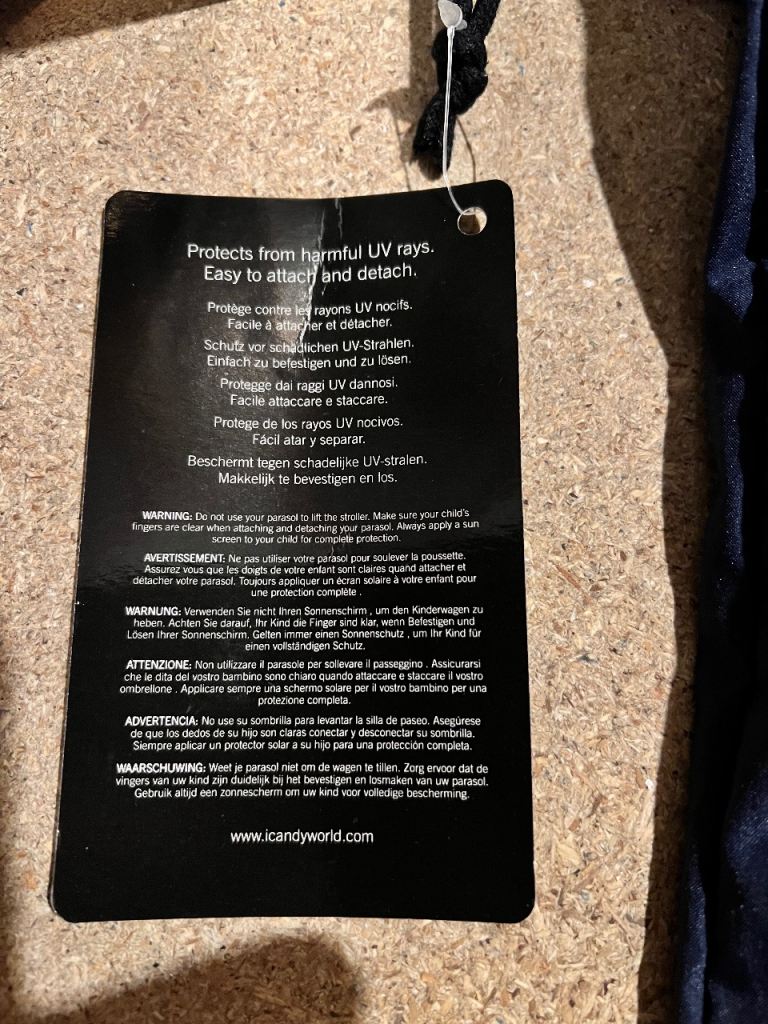 Protects from harmful UV rays.
Easy to attach and detach.
Protège contre les rayons UV nocifs.
Facile à attacher et détacher.
Schutz vor schädlichen UV-Strahlen.
Einfach zu befestigen und zu lösen.
Protegge dai raggi UV dannosi.
Facile attaccare e staccare.
Protege de los rayos UV nocivos.
Fácil atar y separar.
Beschermt tegen schadelijke UV-stralen.
Makkelijk te bevestigen en los.
WARNING: Do not use your parasol to lift the stroller. Make sure your child's
fingers are clear when attaching and detaching your parasol. Always apply a sun
screen to your child for complete protection.
AVERTISSEMENT: Ne pas utiliser votre parasol pour soulever la poussette.
Assurez vous que les doigts de votre enfant sont claires quand attacher et
détacher votre parasol. Toujours appliquer un écran solaire à votre enfant pour
une protection complète .
WARNUNG: Verwenden Sie nicht Ihren Sonnenschirm , um den Kinderwagen zu
heben. Achten Sie darauf, Ihr Kind die Finger sind klar, wenn Befestigen und
Lösen Ihrer Sonnenschirm. Gelten immer einen Sonnenschutz , um Ihr Kind für
einen vollständigen Schutz.
ATTENZIONE: Non utilizzare il parasole per sollevare il passeggino . Assicurarsi
che le dita del vostro bambino sono chiaro quando attaccare e staccare il vostro
ombrellone . Applicare sempre una schermo solare per il vostro bambino per una
protezione completa.
ADVERTENCIA: No use su sombrilla para levantar la silla de paseo. Asegúrese
de que los dedos de su hijo son claras conectar y desconectar su sombrilla.
Siempre aplicar un protector solar a su hijo para una protección completa.
WAARSCHUWING: Weet je parasol niet om de wagen te tillen. Zorg ervoor dat de
vingers van uw kind zijn duidelijk bij het bevestigen en losmaken van uw parasol.
Gebruik altijd een zonnescherm om uw kind voor volledige bescherming.
www.icandyworld.com